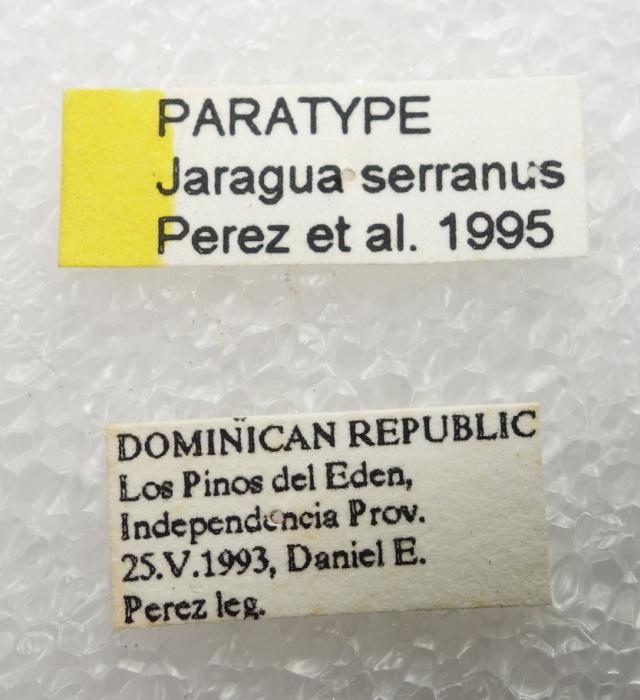 PARATYPE
Jaragua serranus
Perez et al. 1995
DOMINICAN REPUBLIC
Los Pinos del Eden,
Independencia Prov.
25.V.1993, Daniel E.
Perez leg.